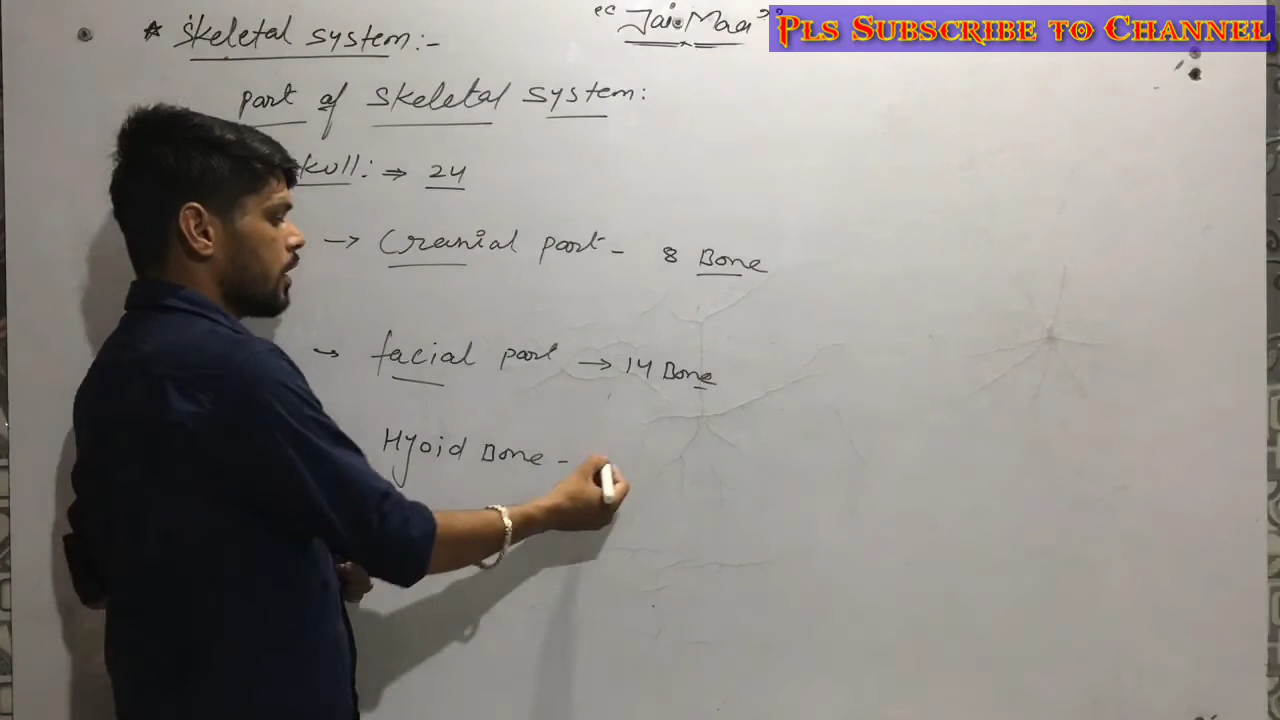 "Jai Maa"
Pls Subscribe to Channel
* Skeletal system:-
part of skeletal system:
kull: ⇒ 24
→ Cranial part - 8 Bone
→ facial part → 14 Bone
Hyoid Bone -